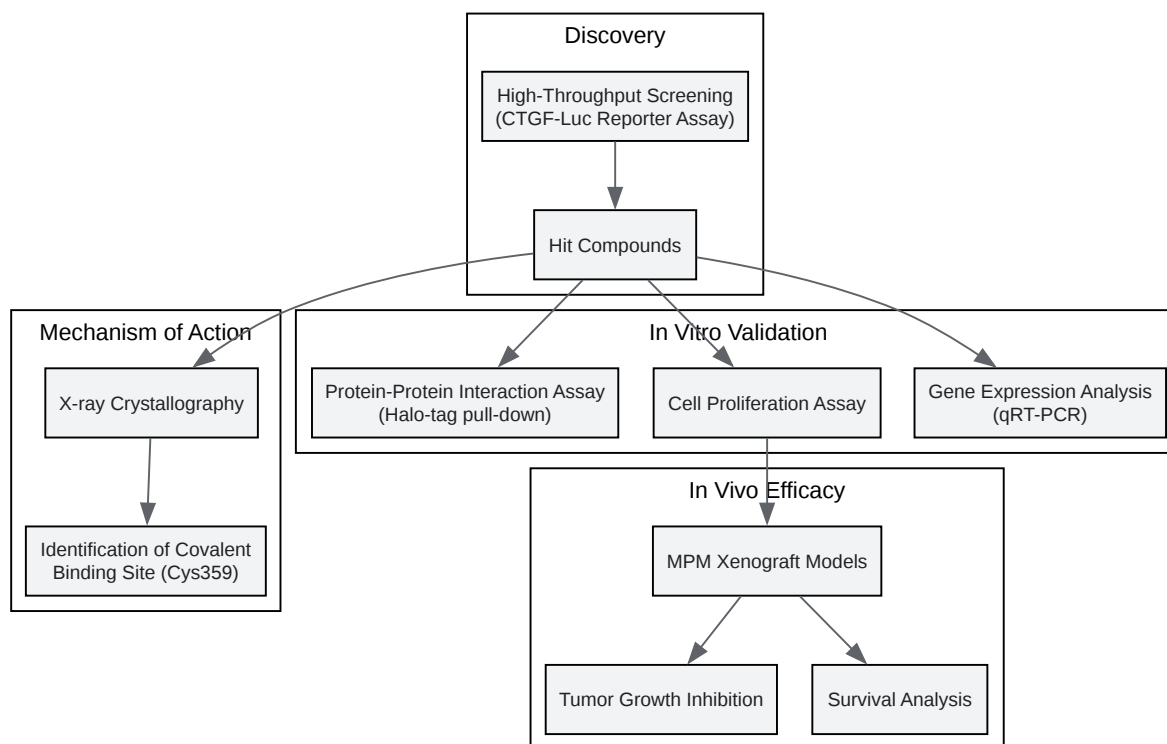 Discovery
High-Throughput Screening
(CTGF-Luc Reporter Assay)
Hit Compounds
Mechanism of Action
In Vitro Validation
X-ray Crystallography
Protein-Protein Interaction Assay
(Halo-tag pull-down)
Cell Proliferation Assay
Gene Expression Analysis
(qRT-PCR)
In Vivo Efficacy
Identification of Covalent
Binding Site (Cys359)
MPM Xenograft Models
Tumor Growth Inhibition
Survival Analysis